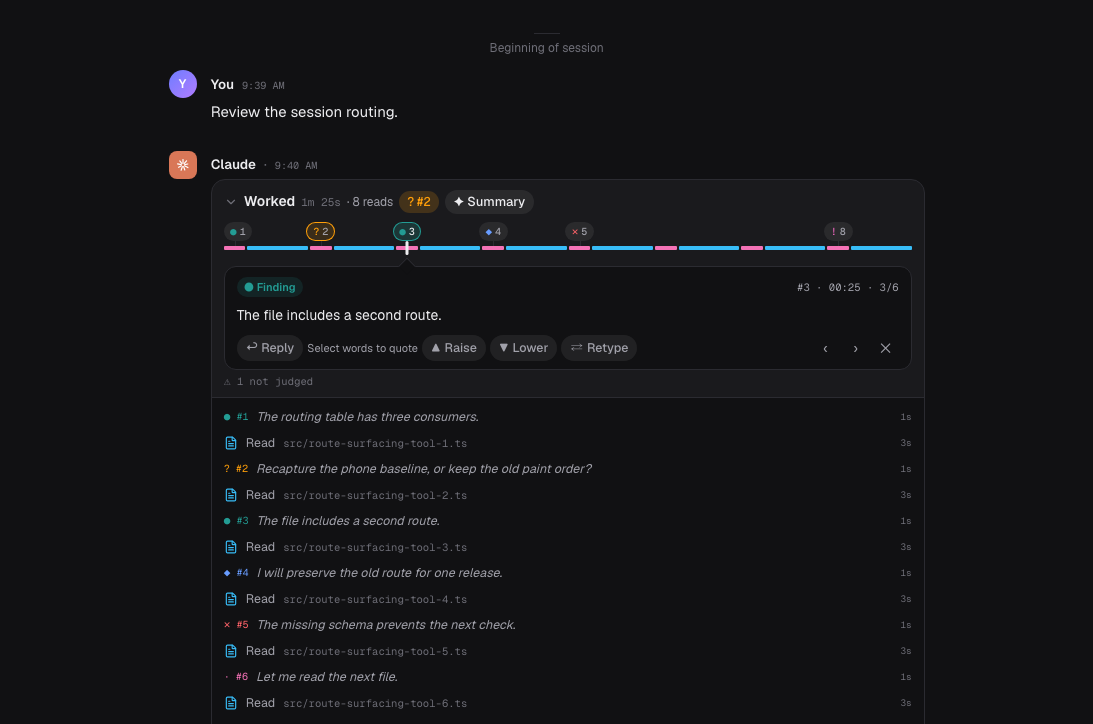 Beginning of session
Y You 9:39 AM
Review the session routing.
Claude · 9:40 AM
Worked 1m 25s · 8 reads ? #2 ✦ Summary
● 1 ? 2 ● 3 ◆ 4 ✕ 5 ! 8
● Finding #3 · 00:25 · 3/6
The file includes a second route.
↩ Reply Select words to quote ▲ Raise ▼ Lower ⇄ Retype ‹ › ✕
⚠ 1 not judged
● #1 The routing table has three consumers. 1s
Read src/route-surfacing-tool-1.ts 3s
? #2 Recapture the phone baseline, or keep the old paint order? 1s
Read src/route-surfacing-tool-2.ts 3s
● #3 The file includes a second route. 1s
Read src/route-surfacing-tool-3.ts 3s
◆ #4 I will preserve the old route for one release. 1s
Read src/route-surfacing-tool-4.ts 3s
✕ #5 The missing schema prevents the next check. 1s
Read src/route-surfacing-tool-5.ts 3s
· #6 Let me read the next file. 1s
Read src/route-surfacing-tool-6.ts 3s